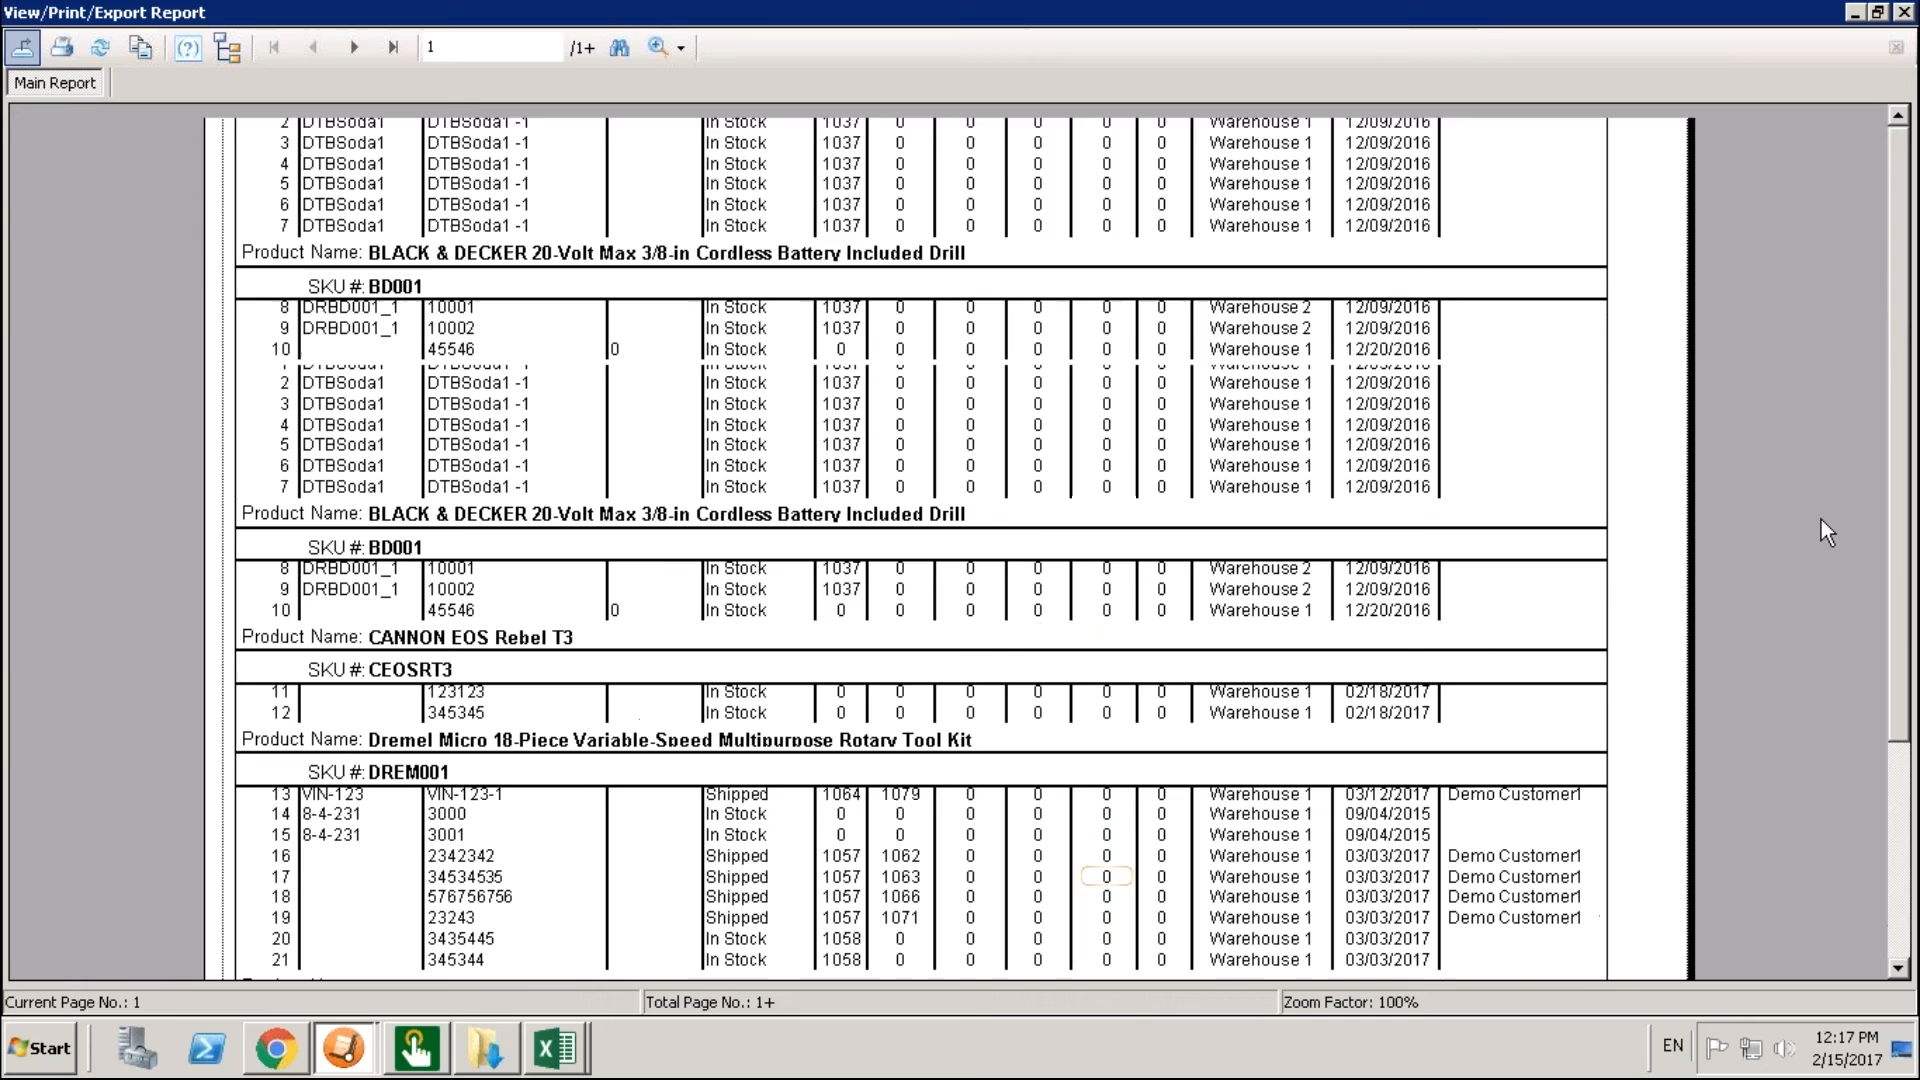 View/Print/Export Report
1 /1+
Main Report
2 DTBSoda1 DTBSoda1 -1 In Stock 1037 0 0 0 0 0 Warehouse 1 12/09/2016
3 DTBSoda1 DTBSoda1 -1 In Stock 1037 0 0 0 0 0 Warehouse 1 12/09/2016
4 DTBSoda1 DTBSoda1 -1 In Stock 1037 0 0 0 0 0 Warehouse 1 12/09/2016
5 DTBSoda1 DTBSoda1 -1 In Stock 1037 0 0 0 0 0 Warehouse 1 12/09/2016
6 DTBSoda1 DTBSoda1 -1 In Stock 1037 0 0 0 0 0 Warehouse 1 12/09/2016
7 DTBSoda1 DTBSoda1 -1 In Stock 1037 0 0 0 0 0 Warehouse 1 12/09/2016
Product Name: BLACK & DECKER 20-Volt Max 3/8-in Cordless Battery Included Drill
SKU #: BD001
8 DRBD001_1 10001 In Stock 1037 0 0 0 0 0 Warehouse 2 12/09/2016
9 DRBD001_1 10002 In Stock 1037 0 0 0 0 0 Warehouse 2 12/09/2016
10 45546 0 In Stock 0 0 0 0 0 0 Warehouse 1 12/20/2016
2 DTBSoda1 DTBSoda1 -1 In Stock 1037 0 0 0 0 0 Warehouse 1 12/09/2016
3 DTBSoda1 DTBSoda1 -1 In Stock 1037 0 0 0 0 0 Warehouse 1 12/09/2016
4 DTBSoda1 DTBSoda1 -1 In Stock 1037 0 0 0 0 0 Warehouse 1 12/09/2016
5 DTBSoda1 DTBSoda1 -1 In Stock 1037 0 0 0 0 0 Warehouse 1 12/09/2016
6 DTBSoda1 DTBSoda1 -1 In Stock 1037 0 0 0 0 0 Warehouse 1 12/09/2016
7 DTBSoda1 DTBSoda1 -1 In Stock 1037 0 0 0 0 0 Warehouse 1 12/09/2016
Product Name: BLACK & DECKER 20-Volt Max 3/8-in Cordless Battery Included Drill
SKU #: BD001
8 DRBD001_1 10001 In Stock 1037 0 0 0 0 0 Warehouse 2 12/09/2016
9 DRBD001_1 10002 In Stock 1037 0 0 0 0 0 Warehouse 2 12/09/2016
10 45546 0 In Stock 0 0 0 0 0 0 Warehouse 1 12/20/2016
Product Name: CANNON EOS Rebel T3
SKU #: CEOSRT3
11 123123 In Stock 0 0 0 0 0 0 Warehouse 1 02/18/2017
12 345345 In Stock 0 0 0 0 0 0 Warehouse 1 02/18/2017
Product Name: Dremel Micro 18-Piece Variable-Speed Multipurpose Rotary Tool Kit
SKU #: DREM001
13 VIN-123 VIN-123-1 Shipped 1064 1079 0 0 0 0 Warehouse 1 03/12/2017 Demo Customer1
14 8-4-231 3000 In Stock 0 0 0 0 0 0 Warehouse 1 09/04/2015
15 8-4-231 3001 In Stock 0 0 0 0 0 0 Warehouse 1 09/04/2015
16 2342342 Shipped 1057 1062 0 0 0 0 Warehouse 1 03/03/2017 Demo Customer1
17 34534535 Shipped 1057 1063 0 0 0 0 Warehouse 1 03/03/2017 Demo Customer1
18 576756756 Shipped 1057 1066 0 0 0 0 Warehouse 1 03/03/2017 Demo Customer1
19 23243 Shipped 1057 1071 0 0 0 0 Warehouse 1 03/03/2017 Demo Customer1
20 3435445 In Stock 1058 0 0 0 0 0 Warehouse 1 03/03/2017
21 345344 In Stock 1058 0 0 0 0 0 Warehouse 1 03/03/2017
Current Page No.: 1 Total Page No.: 1+ Zoom Factor: 100%
Start EN 12:17 PM
2/15/2017